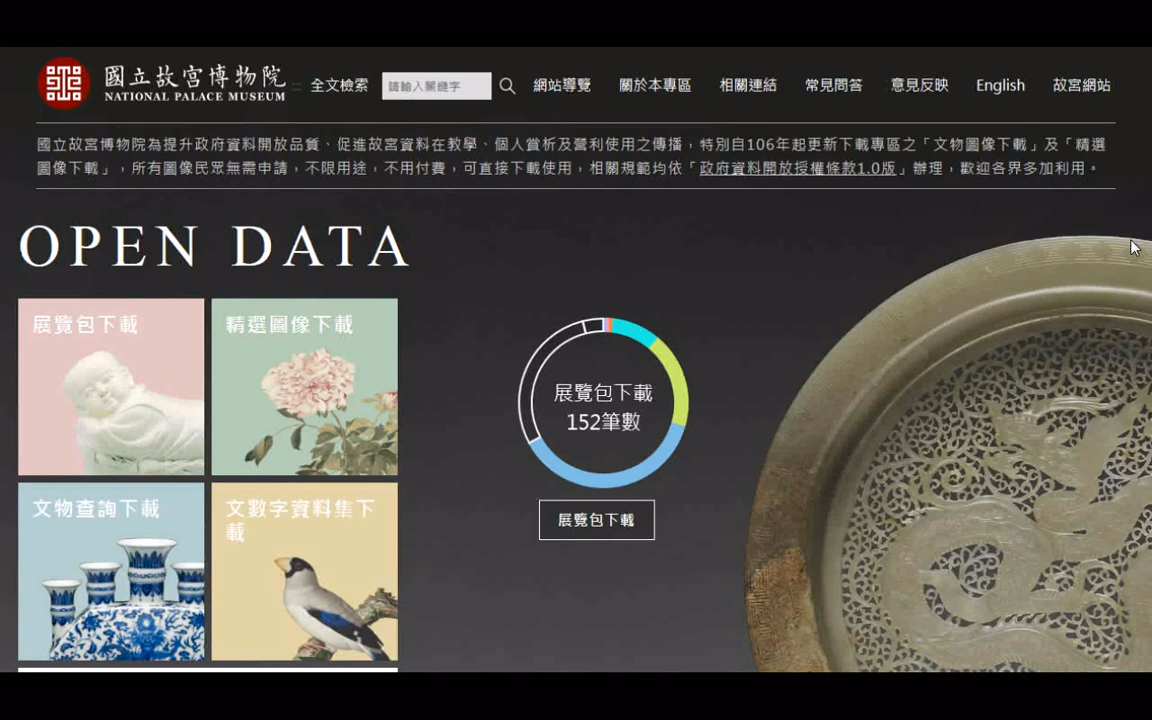 國立故宮博物院
NATIONAL PALACE MUSEUM
全文檢索
請輸入關鍵字
網站導覽
關於本專區
相關連結
常見問答
意見反映
English
故宮網站
國立故宮博物院為提升政府資料開放品質、促進故宮資料在教學、個人賞析及營利使用之傳播，特別自106年起更新下載專區之「文物圖像下載」及「精選
圖像下載」，所有圖像民眾無需申請，不限用途，不用付費，可直接下載使用，相關規範均依「政府資料開放授權條款1.0版」辦理，歡迎各界多加利用。
OPEN DATA
展覽包下載
精選圖像下載
文物查詢下載
文數字資料集下
載
展覽包下載
152筆數
展覽包下載